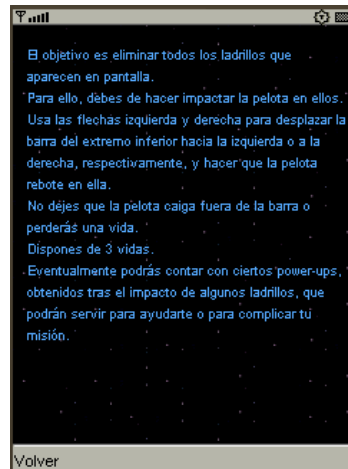 El objetivo es eliminar todos los ladrillos que
aparecen en pantalla.
Para ello, debes de hacer impactar la pelota en ellos.
Usa las flechas izquierda y derecha para desplazar la
barra del extremo inferior hacia la izquierda o a la
derecha, respectivamente, y hacer que la pelota
rebote en ella.
No dejes que la pelota caiga fuera de la barra o
perderás una vida.
Dispones de 3 vidas.
Eventualmente podrás contar con ciertos power-ups,
obtenidos tras el impacto de algunos ladrillos, que
podrán servir para ayudarte o para complicar tu
misión.
Volver